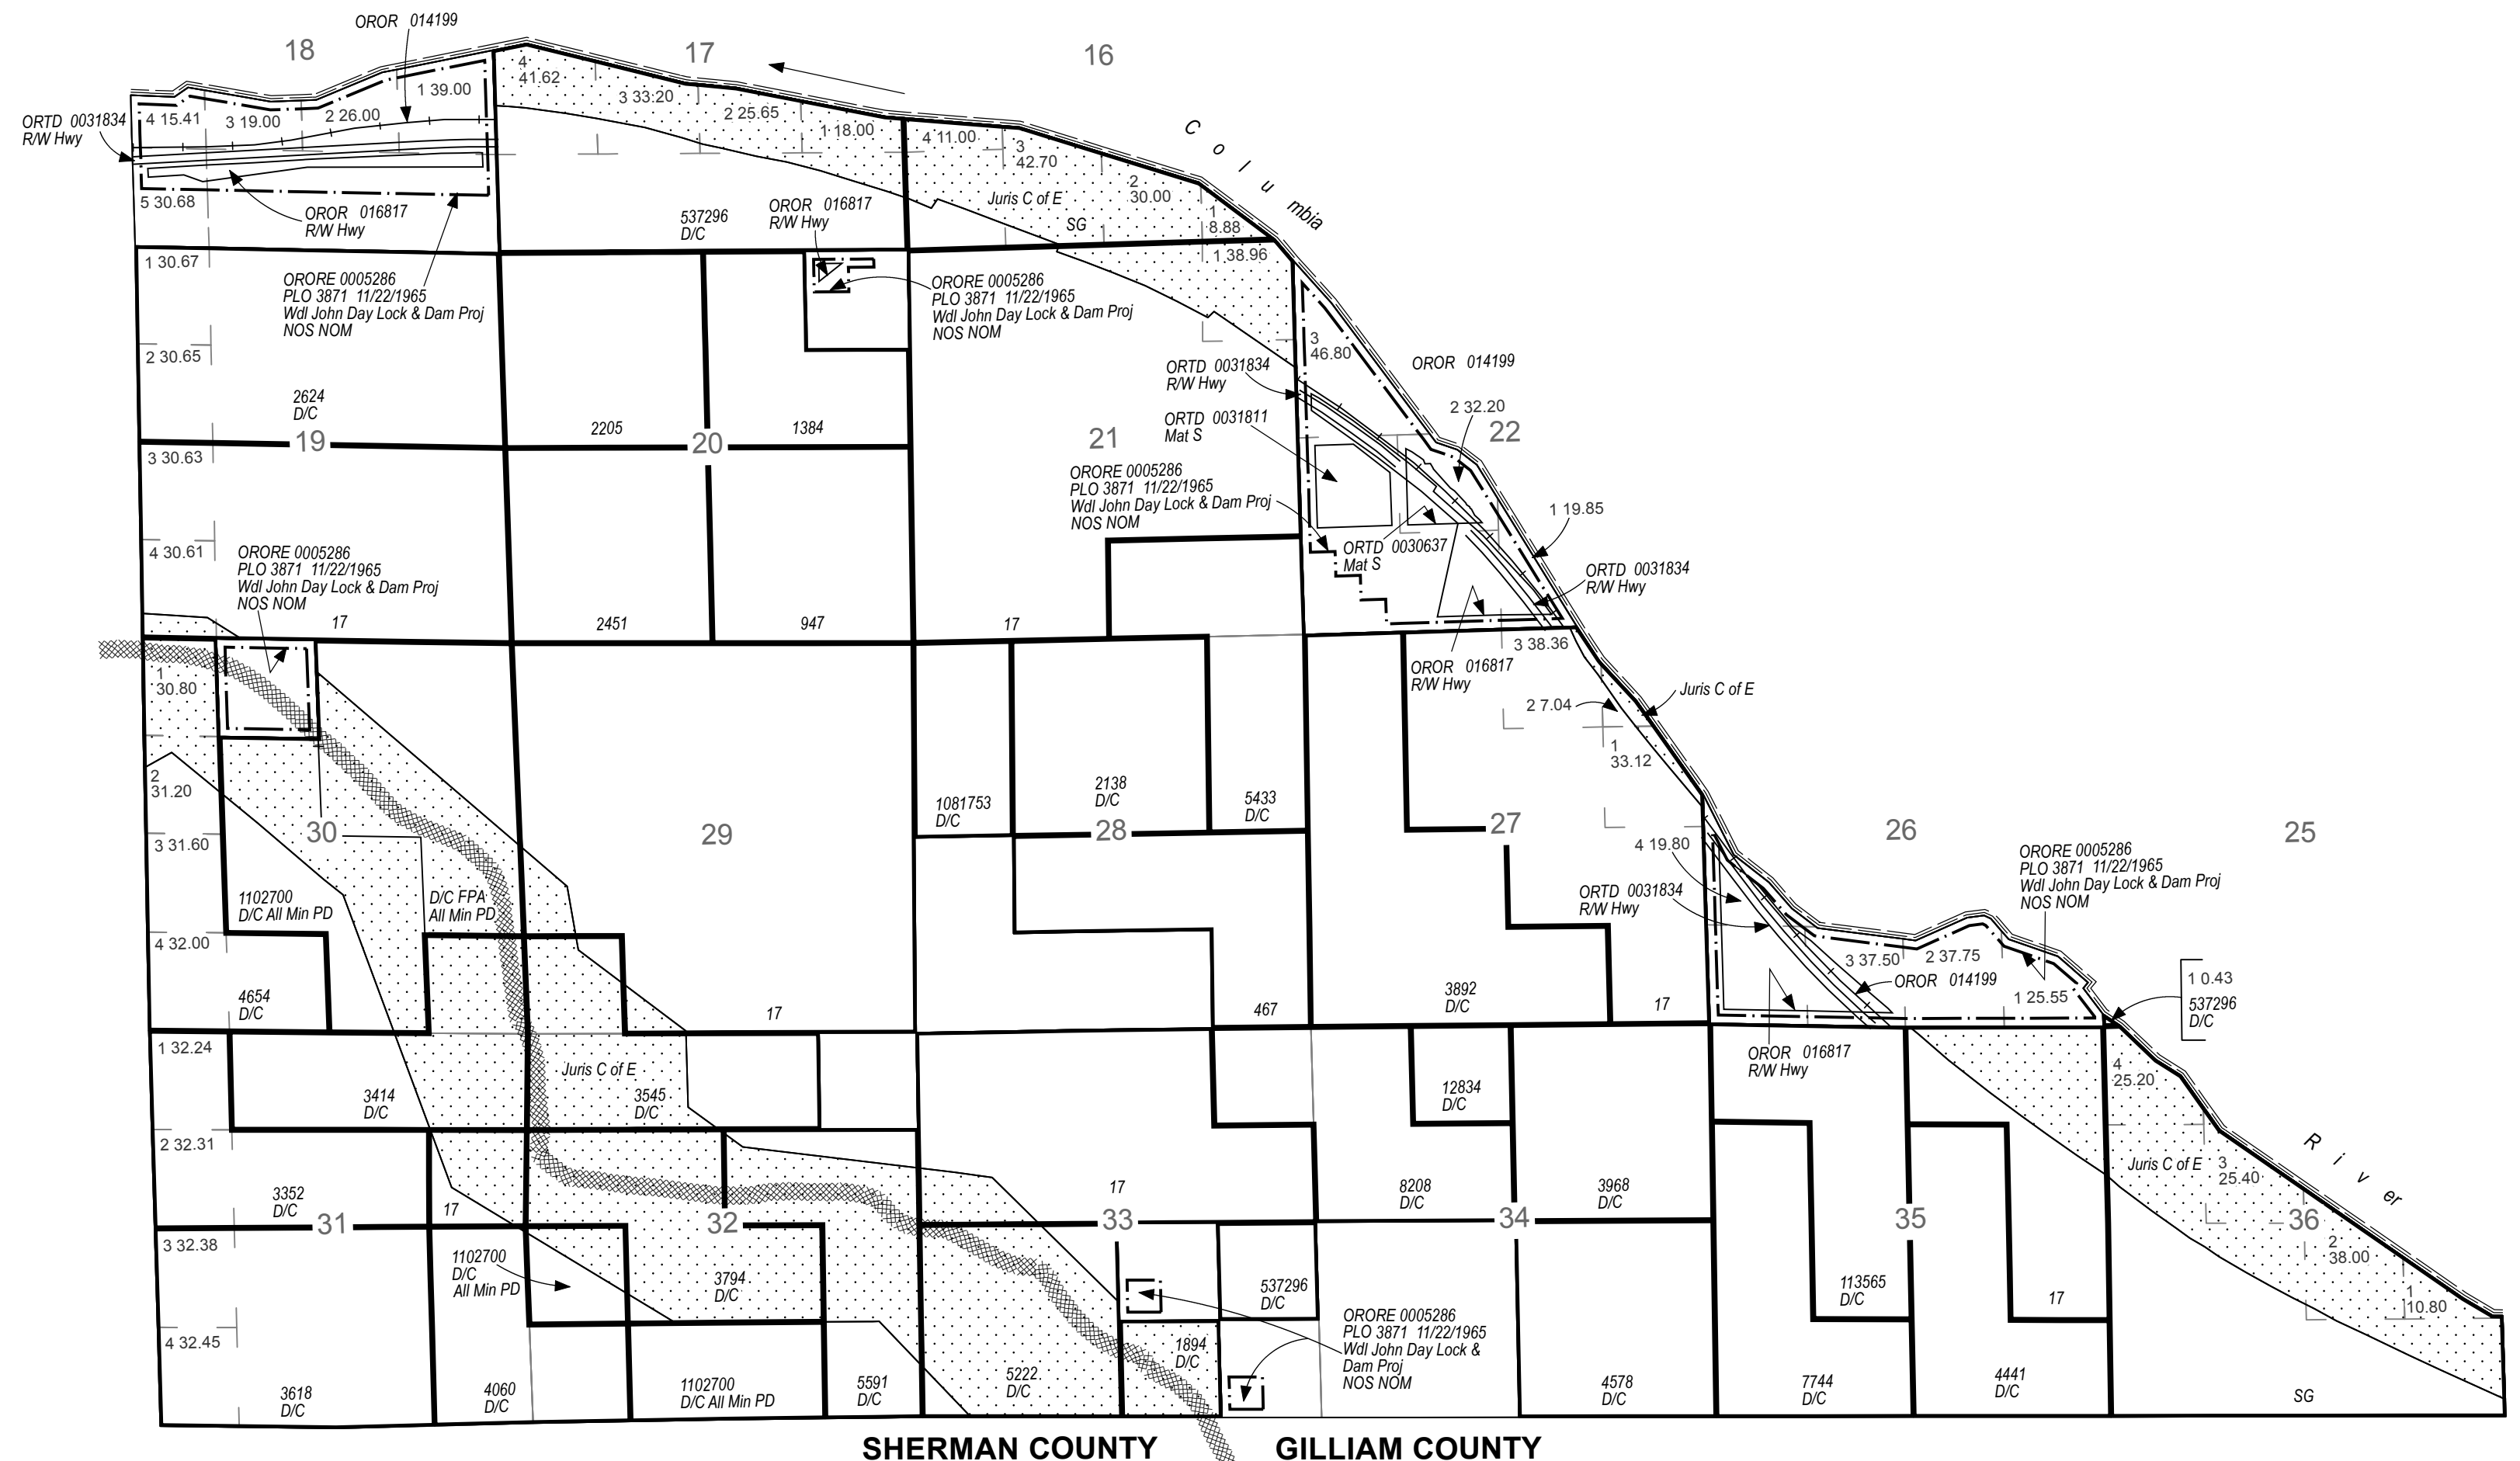 OROR 014199
18
17
16
4
41.62
1 39.00
3 33.20
2 25.65
1 18.00
ORTD 0031834
R/W Hwy
4 15.41
3 19.00
2 26.00
4 11.00
3
42.70
2
30.00
1
8.88
1 38.96
Columbia
Juris C of E
SG
5 30.68
OROR 016817
R/W Hwy
537296
D/C
OROR 016817
R/W Hwy
1 30.67
ORORE 0005286
PLO 3871 11/22/1965
Wdl John Day Lock & Dam Proj
NOS NOM
ORORE 0005286
PLO 3871 11/22/1965
Wdl John Day Lock & Dam Proj
NOS NOM
2 30.65
3
46.80
ORTD 0031834
R/W Hwy
OROR 014199
2624
D/C
2205
1384
ORTD 0031811
Mat S
2 32.20
19
20
21
22
3 30.63
ORORE 0005286
PLO 3871 11/22/1965
Wdl John Day Lock & Dam Proj
NOS NOM
1 19.85
4 30.61
ORORE 0005286
PLO 3871 11/22/1965
Wdl John Day Lock & Dam Proj
NOS NOM
ORTD 0030637
Mat S
ORTD 0031834
R/W Hwy
17
2451
947
17
3 38.36
OROR 016817
R/W Hwy
1
30.80
Juris C of E
2 7.04
1
33.12
2
31.20
1081753
D/C
2138
D/C
5433
D/C
30
29
28
27
26
25
3 31.60
4 19.80
ORORE 0005286
PLO 3871 11/22/1965
Wdl John Day Lock & Dam Proj
NOS NOM
1102700
D/C All Min PD
D/C FPA
All Min PD
ORTD 0031834
R/W Hwy
4 32.00
3 37.50
2 37.75
OROR 014199
1 25.55
1 0.43
537296
D/C
4654
D/C
17
467
3892
D/C
17
1 32.24
OROR 016817
R/W Hwy
Juris C of E
3414
D/C
3545
D/C
12834
D/C
4
25.20
2 32.31
River
Juris C of E
3
25.40
3352
D/C
17
17
8208
D/C
3968
D/C
31
32
33
34
35
36
3 32.38
1102700
D/C
All Min PD
3794
D/C
537296
D/C
113565
D/C
17
2
38.00
1
10.80
4 32.45
ORORE 0005286
PLO 3871 11/22/1965
Wdl John Day Lock &
Dam Proj
NOS NOM
1894
D/C
3618
D/C
4060
D/C
1102700
D/C All Min PD
5591
D/C
5222
D/C
4578
D/C
7744
D/C
4441
D/C
SG
SHERMAN COUNTY
GILLIAM COUNTY